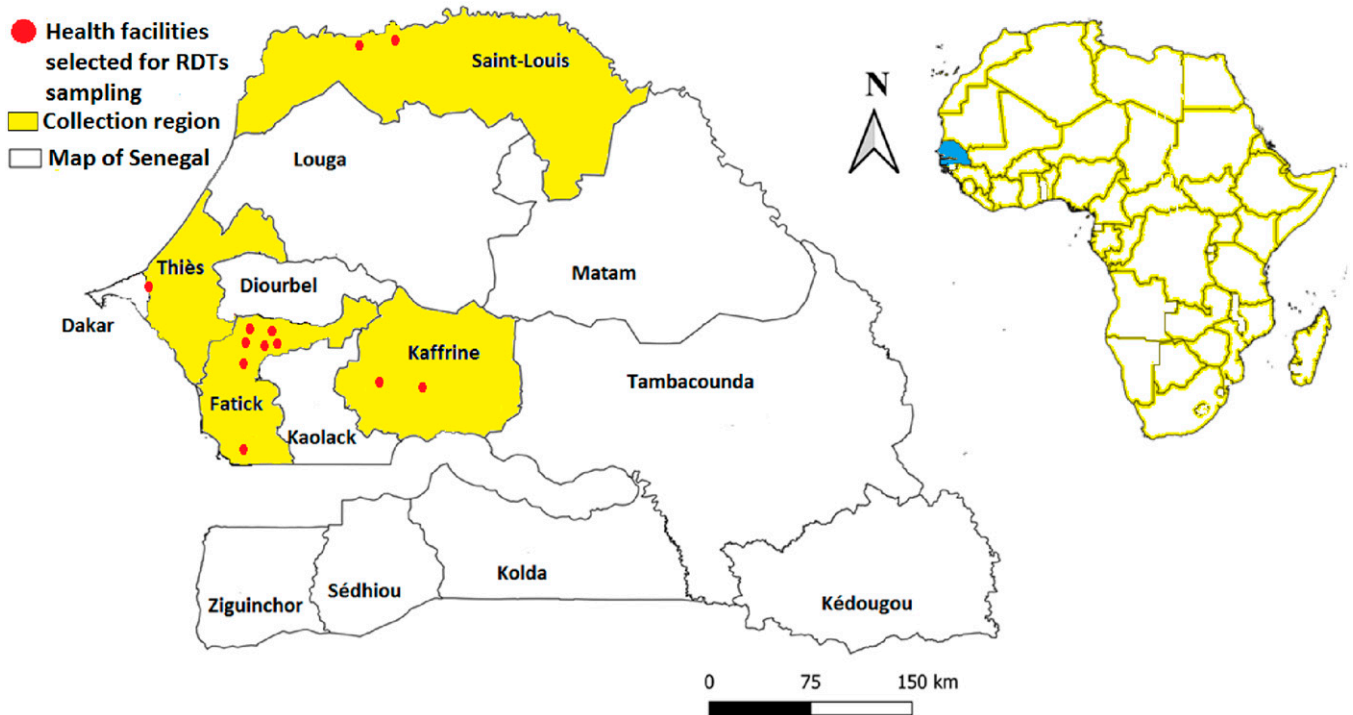 Health facilities
selected for RDTs
sampling
Collection region
Map of Senegal
Saint-Louis
N
Louga
Thiès
Diourbel
Matam
Dakar
Kaffrine
Tambacounda
Fatick
Kaolack
Kolda
Sédhiou
Ziguinchor
Kédougou
0 75 150 km